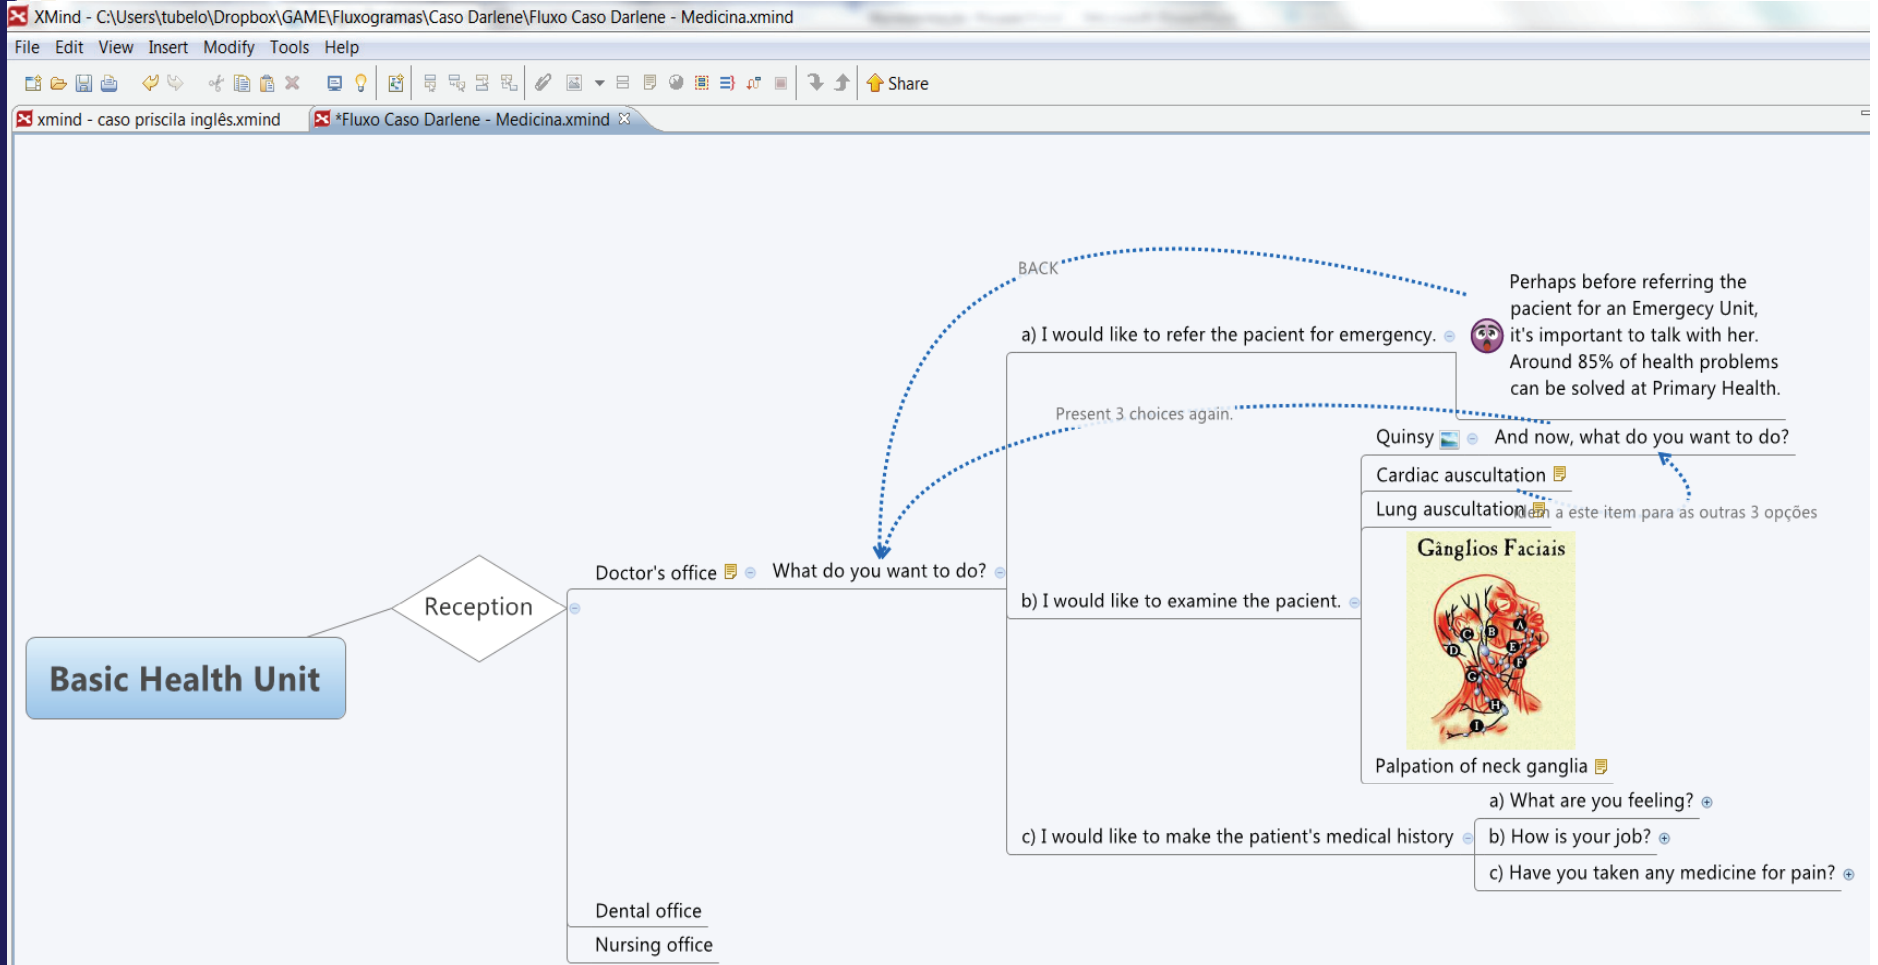 XMind - C:\Users\tubelo\Dropbox\GAME\Fluxogramas\Caso Darlene\Fluxo Caso Darlene - Medicina.xmind
File Edit View Insert Modify Tools Help
Share
xmind - caso priscila inglês.xmind
*Fluxo Caso Darlene - Medicina.xmind
Basic Health Unit
Reception
Doctor's office
What do you want to do?
BACK
a) I would like to refer the pacient for emergency.
Perhaps before referring the
pacient for an Emergecy Unit,
it's important to talk with her.
Around 85% of health problems
can be solved at Primary Health.
Present 3 choices again.
b) I would like to examine the pacient.
Quinsy
And now, what do you want to do?
Cardiac auscultation
Lung auscultation
idem a este item para as outras 3 opções
Gânglios Faciais
A
B
C
D
E
F
G
H
I
Palpation of neck ganglia
c) I would like to make the patient's medical history
a) What are you feeling?
b) How is your job?
c) Have you taken any medicine for pain?
Dental office
Nursing office